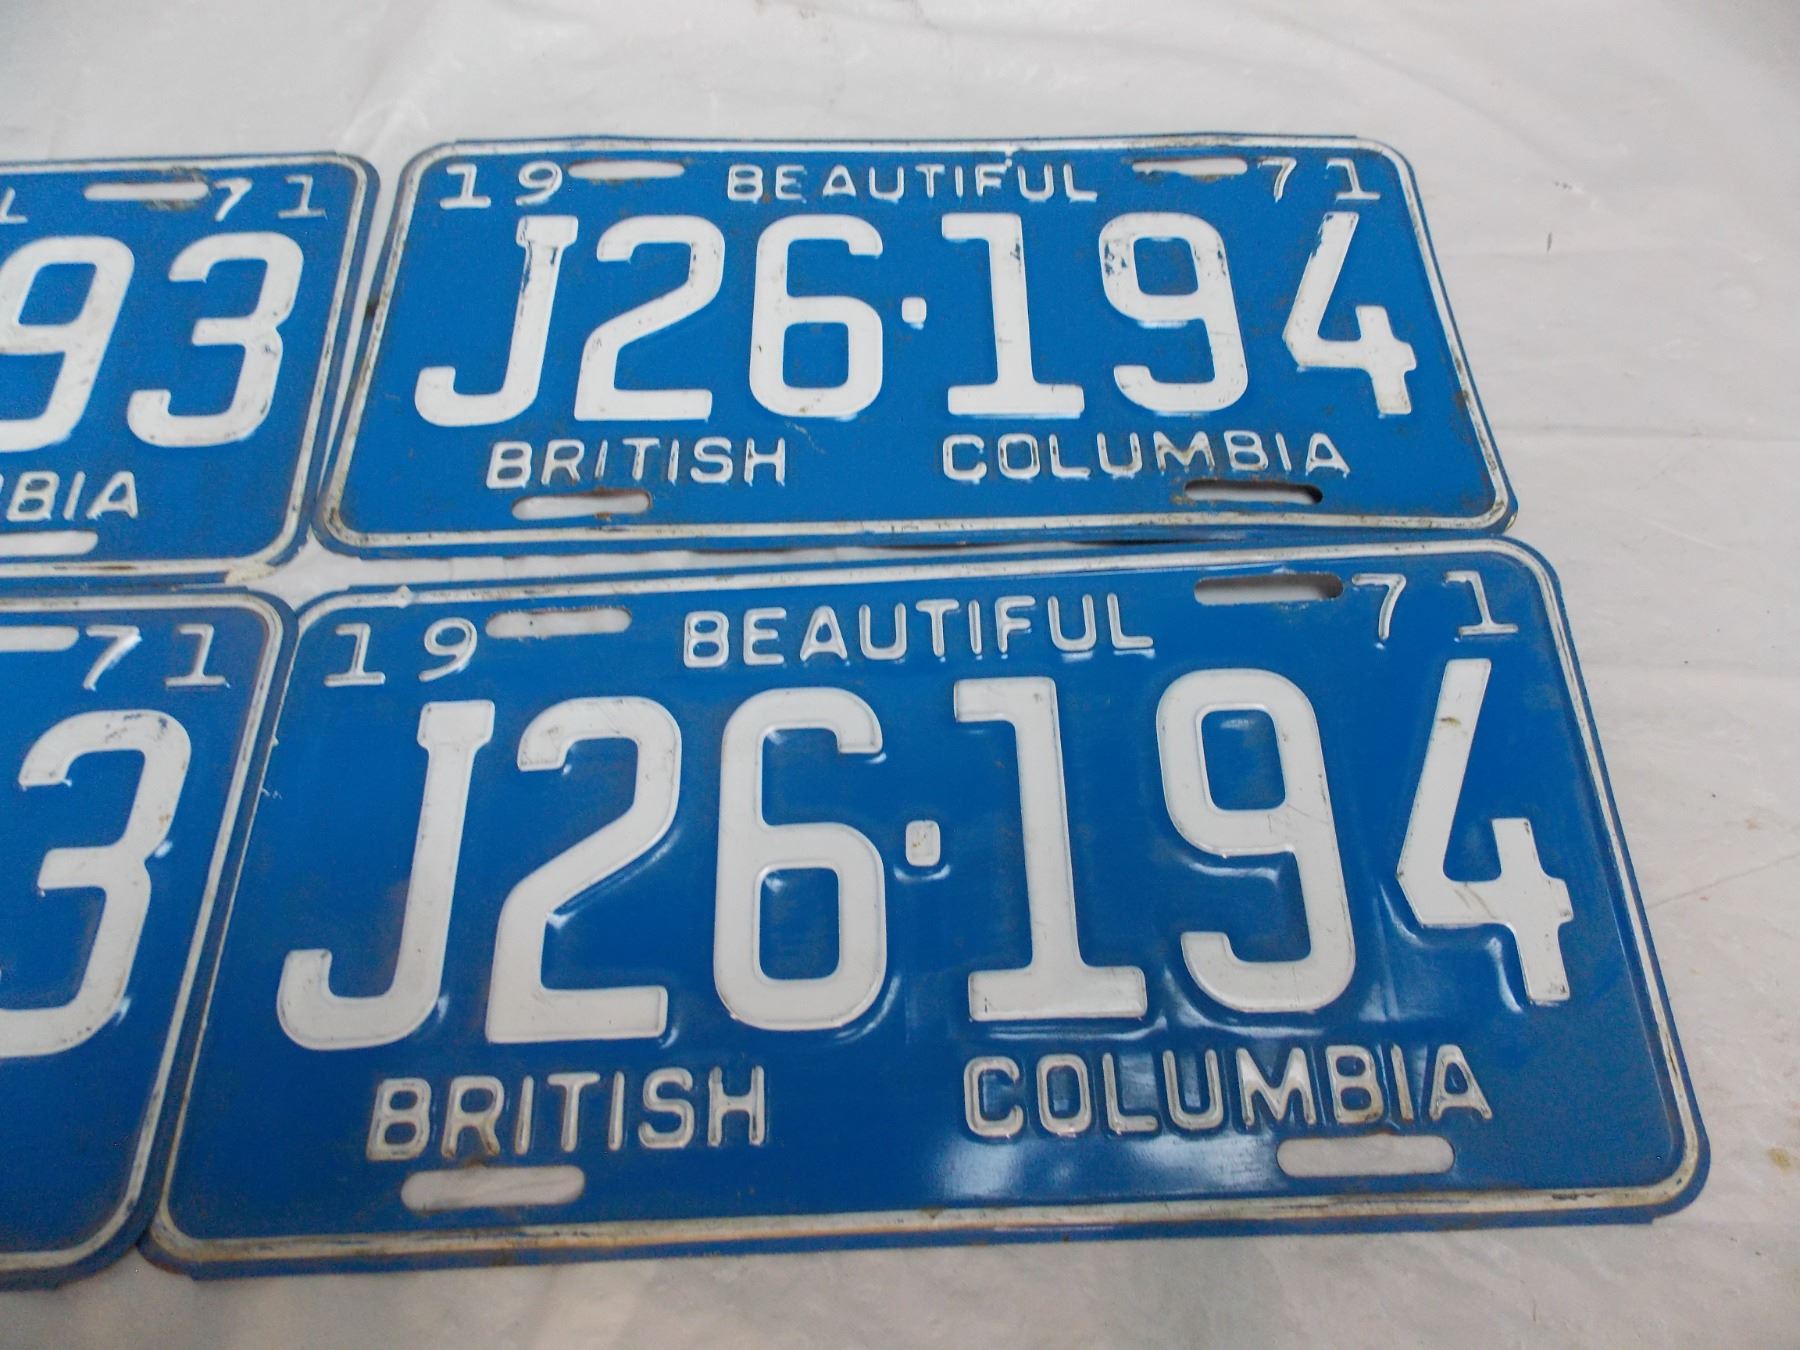 L 71
93
BIA
19 BEAUTIFUL 71
J26·194
BRITISH COLUMBIA
71
3
19 BEAUTIFUL 71
J26·194
BRITISH COLUMBIA